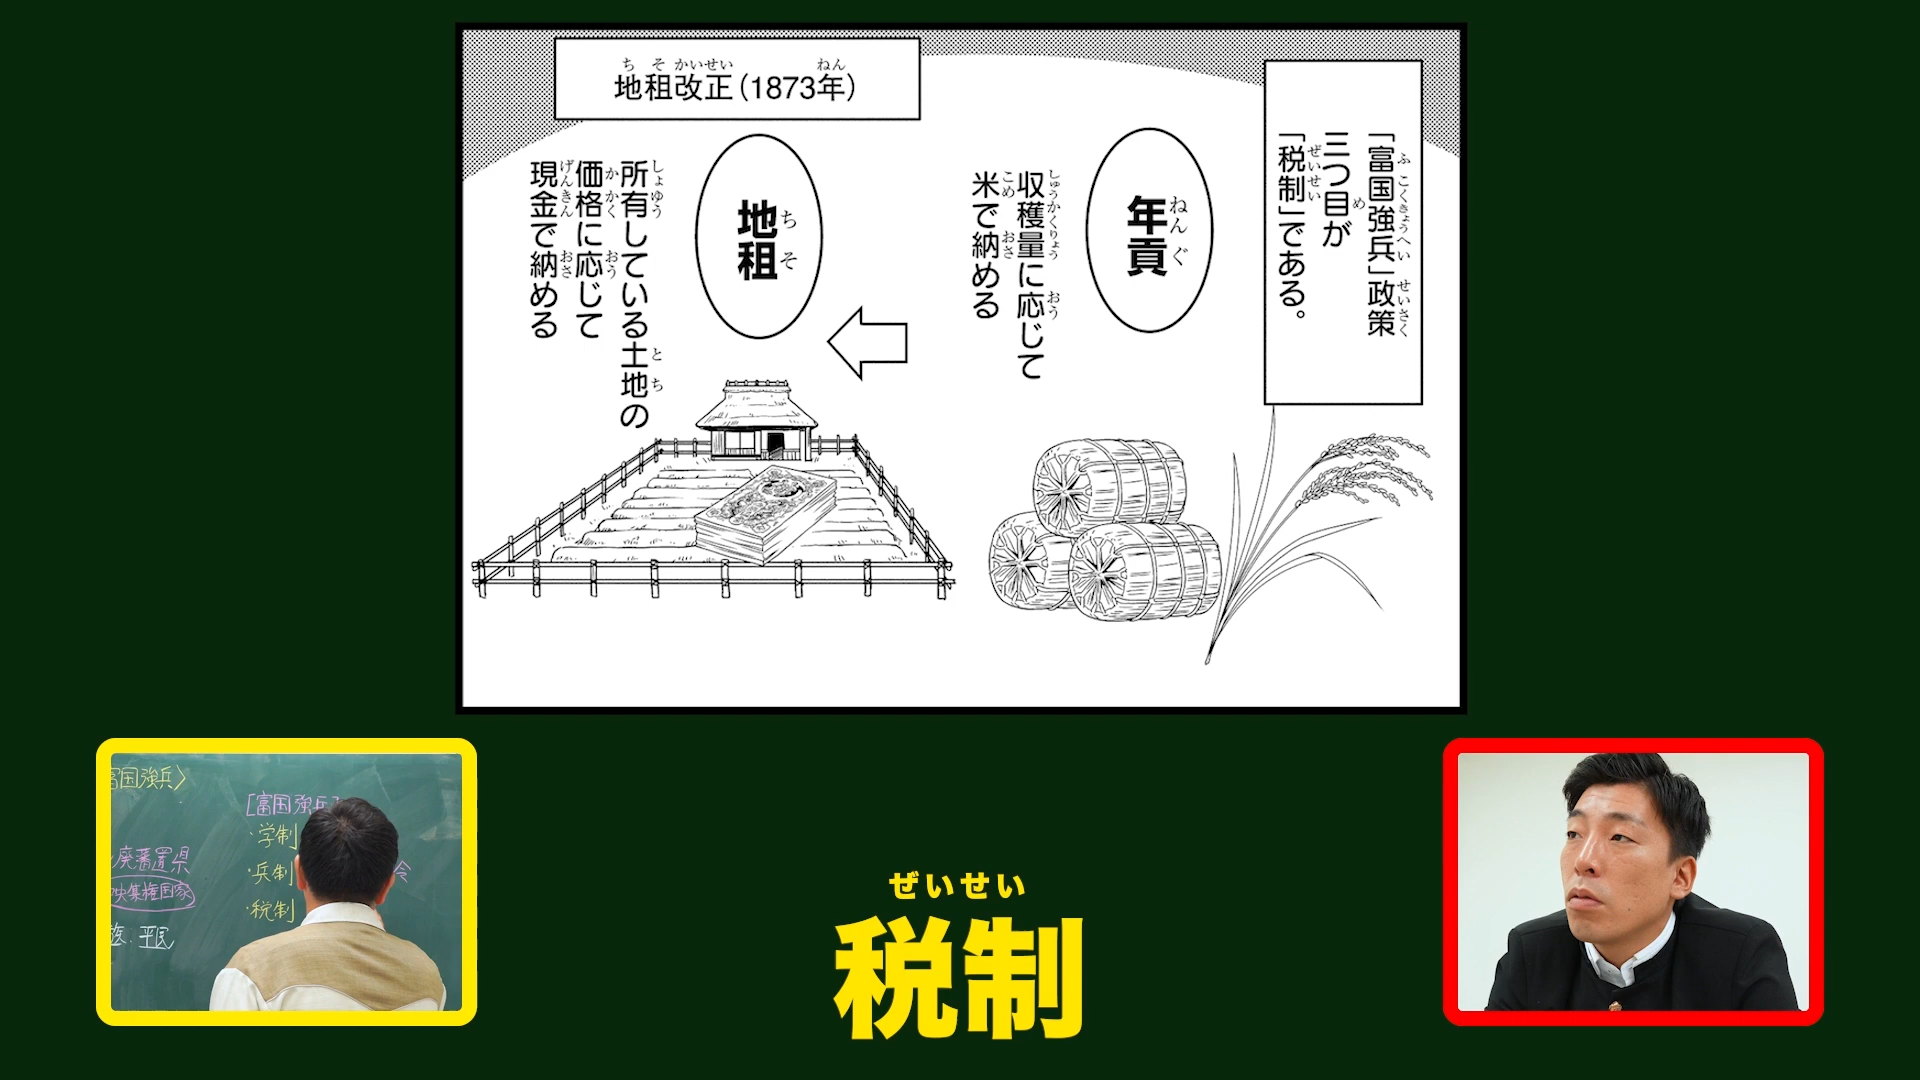 「富国強兵」政策
三つ目が
「税制」である。
年貢
収穫量に応じて
米で納める
地租改正(1873年)
地租
所有している土地の
価格に応じて
現金で納める
富国強兵〉
廃藩置県
央集権国家
平民
[富国強兵
・学制
・兵制
・税制
令
ぜいせい
税制